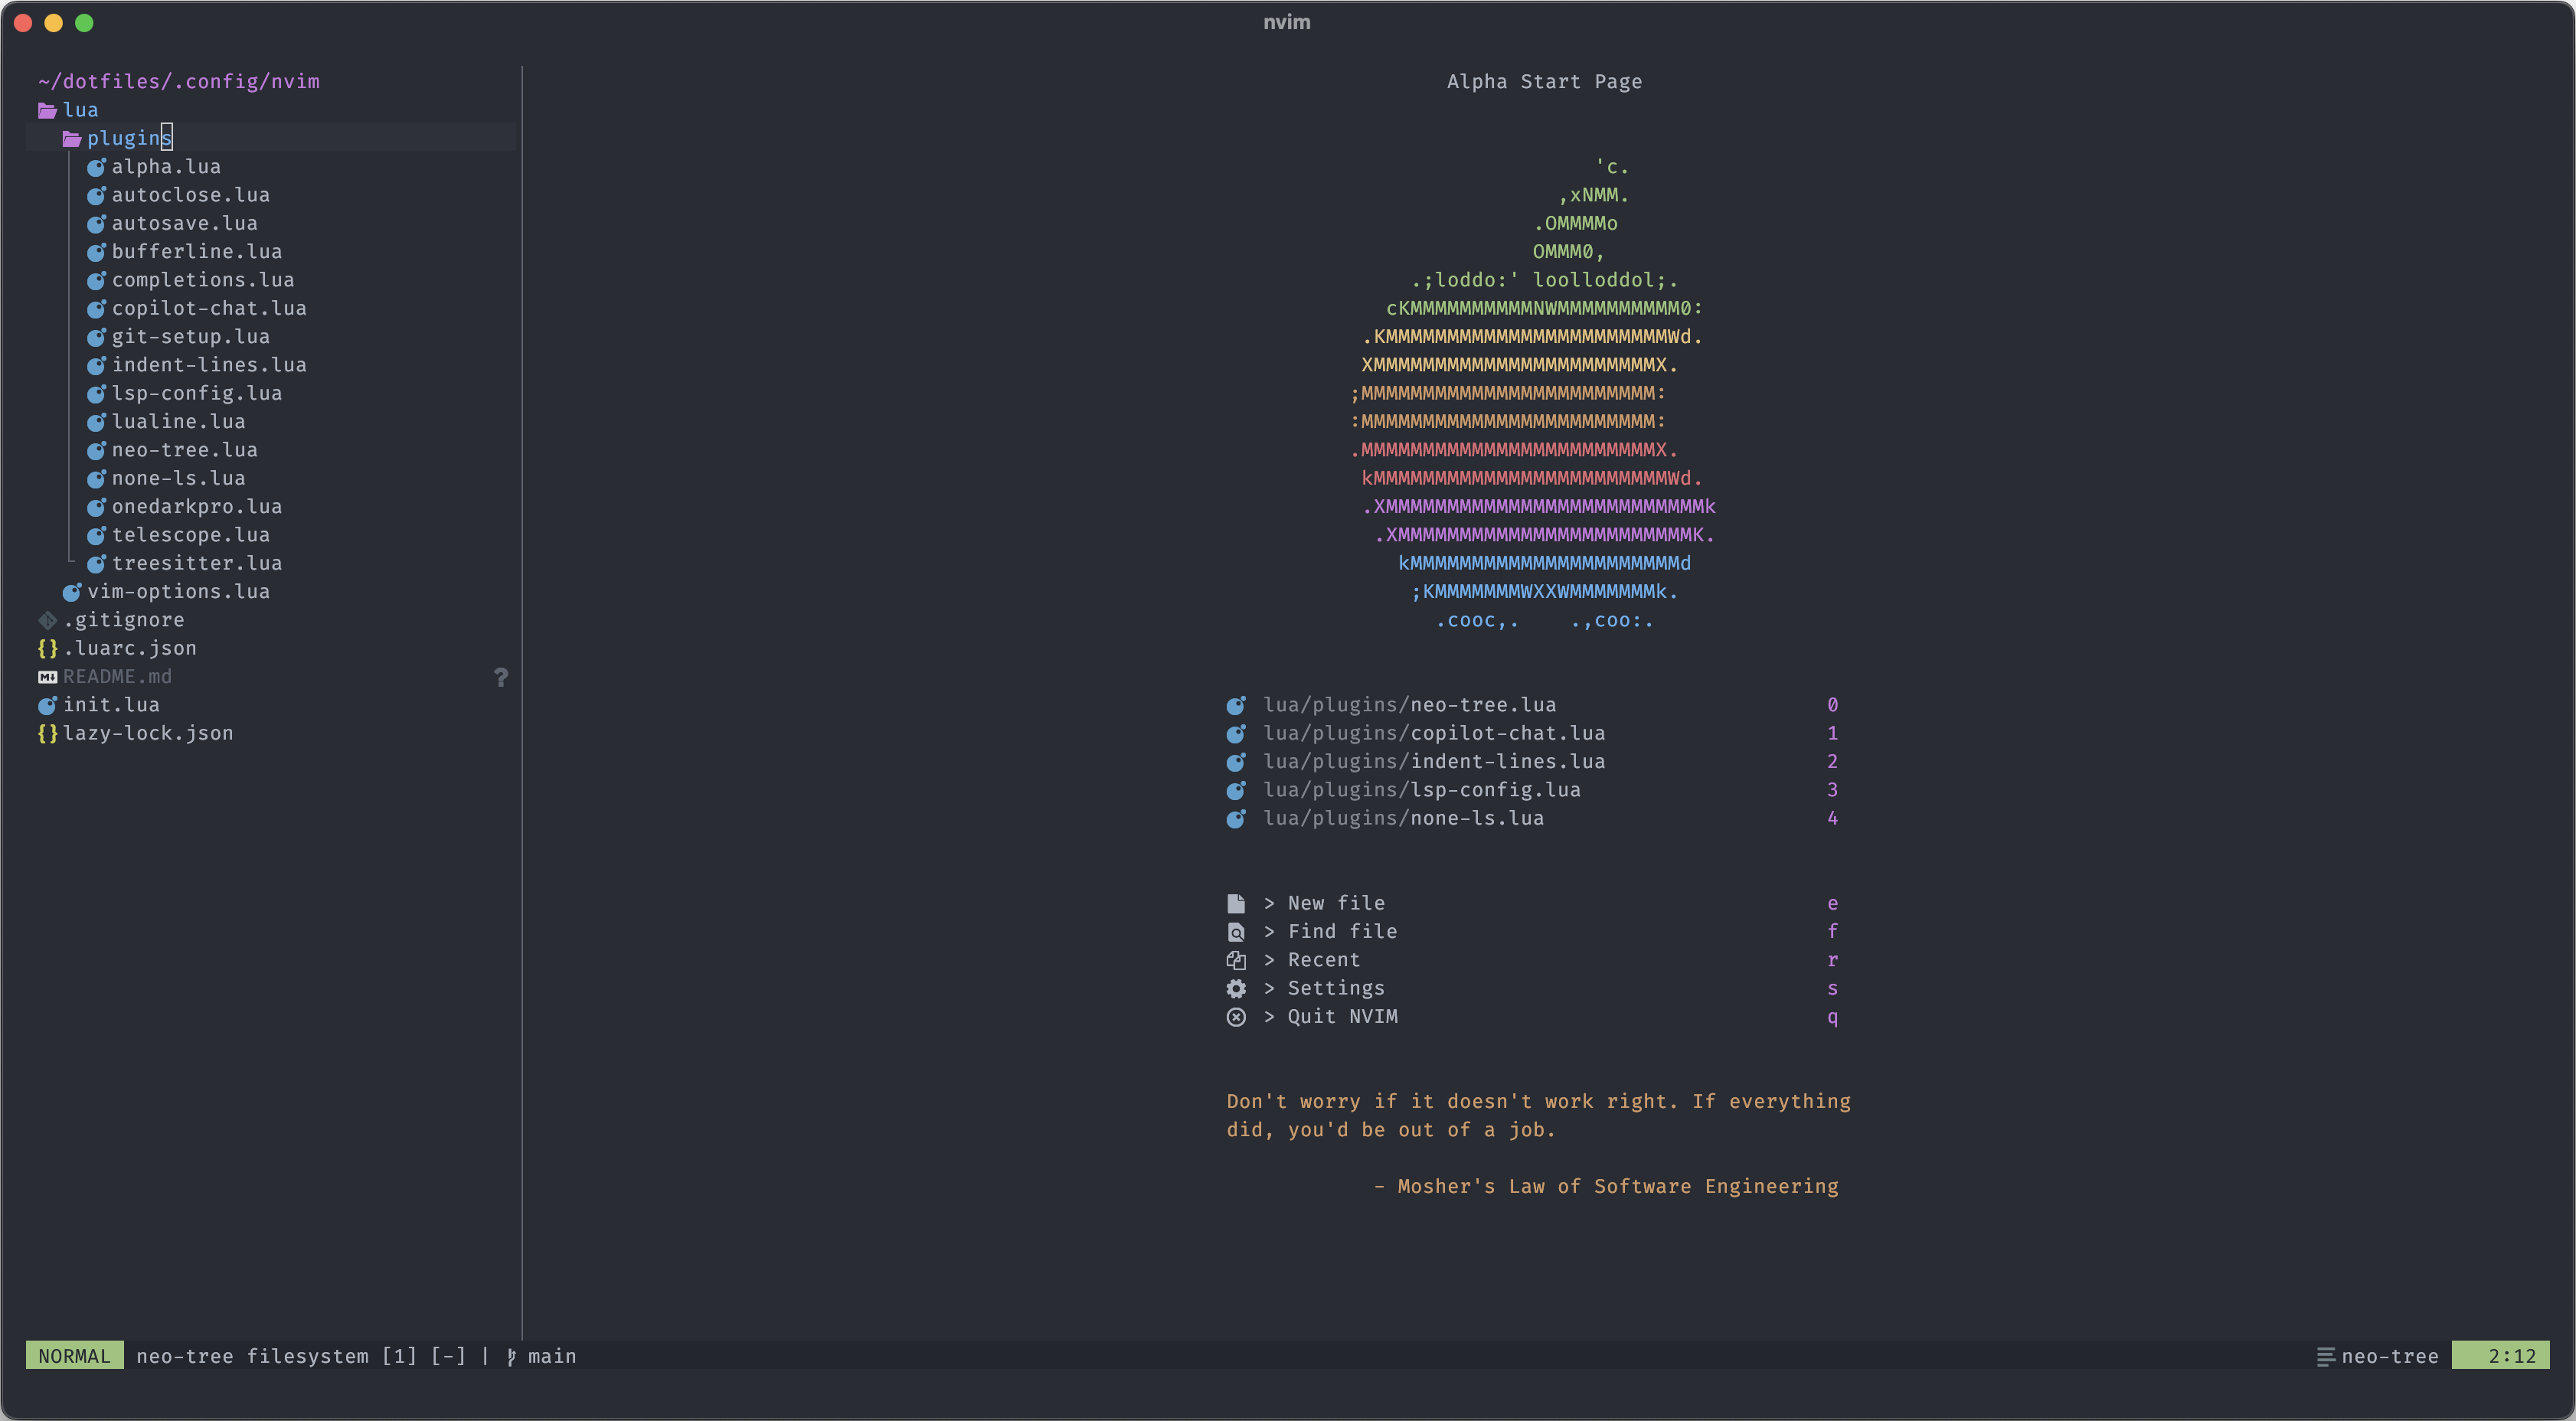 nvim
~/dotfiles/.config/nvim
lua
plugins
alpha.lua
autoclose.lua
autosave.lua
bufferline.lua
completions.lua
copilot-chat.lua
git-setup.lua
indent-lines.lua
lsp-config.lua
lualine.lua
neo-tree.lua
none-ls.lua
onedarkpro.lua
telescope.lua
treesitter.lua
vim-options.lua
.gitignore
{} .luarc.json
M↓ README.md ?
init.lua
{} lazy-lock.json
Alpha Start Page
'c.
,xNMM.
.OMMMMo
OMMM0,
.;loddo:' loolloddol;.
cKMMMMMMMMMMNWMMMMMMMMMM0:
.KMMMMMMMMMMMMMMMMMMMMMMMWd.
XMMMMMMMMMMMMMMMMMMMMMMMX.
;MMMMMMMMMMMMMMMMMMMMMMMM:
:MMMMMMMMMMMMMMMMMMMMMMMM:
.MMMMMMMMMMMMMMMMMMMMMMMMX.
kMMMMMMMMMMMMMMMMMMMMMMMMWd.
.XMMMMMMMMMMMMMMMMMMMMMMMMMMk
.XMMMMMMMMMMMMMMMMMMMMMMMMK.
kMMMMMMMMMMMMMMMMMMMMMMd
;KMMMMMMMWXXWMMMMMMMk.
.cooc,. .,coo:.
lua/plugins/neo-tree.lua 0
lua/plugins/copilot-chat.lua 1
lua/plugins/indent-lines.lua 2
lua/plugins/lsp-config.lua 3
lua/plugins/none-ls.lua 4
> New file e
> Find file f
> Recent r
> Settings s
> Quit NVIM q
Don't worry if it doesn't work right. If everything
did, you'd be out of a job.
- Mosher's Law of Software Engineering
NORMAL neo-tree filesystem [1] [-] | main neo-tree 2:12